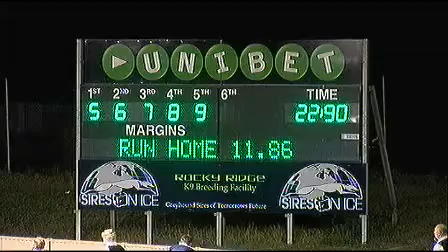 UNIBET
1ST 2ND 3RD 4TH 5TH 6TH TIME
5 6 7 8 9 22:90
MARGINS
RUN HOME 11.86
ROCKY RIDGE
K9 Breeding Facility
SIRES ON ICE SIRES ON ICE
Greyhound Sires of Tomorrows Future